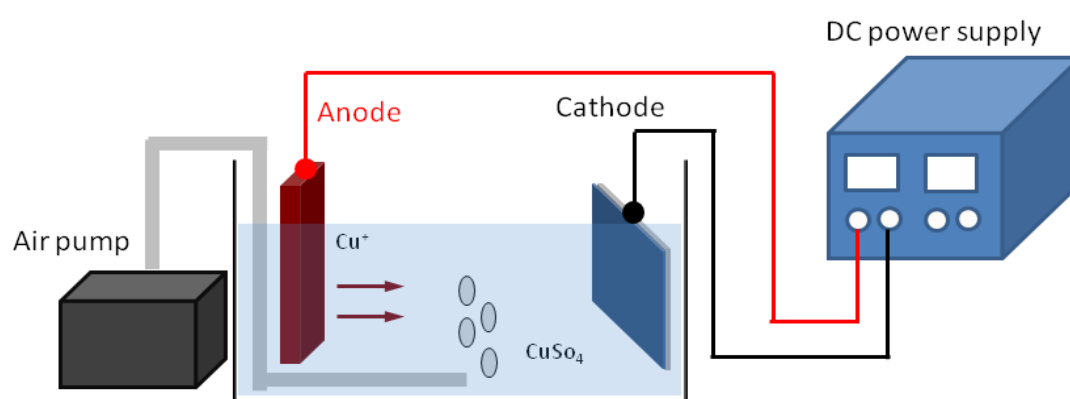 DC power supply
Anode
Cathode
Air pump
Cu⁺
CuSo₄